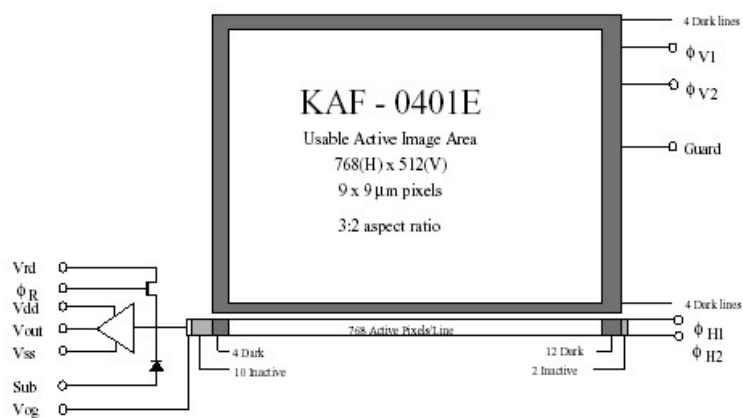 4 Dark lines
ϕV1
KAF - 0401E
ϕV2
Usable Active Image Area
Guard
768(H) x 512(V)
9 x 9 μm pixels
3:2 aspect ratio
Vrd
ϕR
Vdd
4 Dark lines
Vout
768 Active Pixels/Line
ϕH1
Vss
4 Dark
12 Dark
ϕH2
10 Inactive
2 Inactive
Sub
Vog